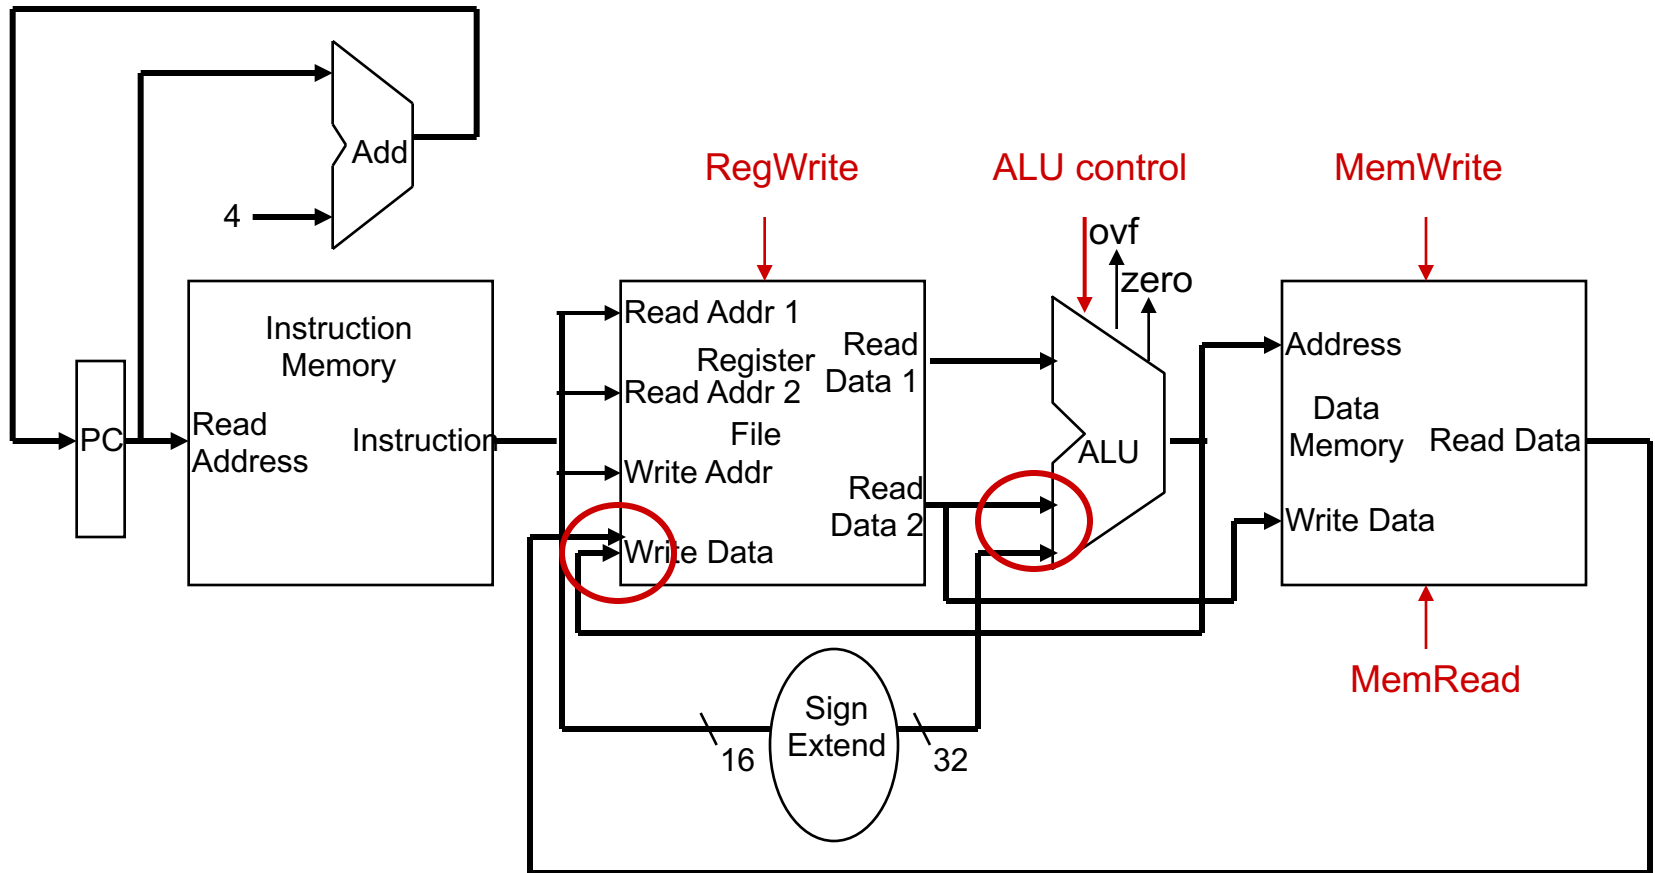 Add
4
RegWrite
ALU control
MemWrite
ovf
zero
PC
Instruction
Memory
Read
Address
Instruction
Read Addr 1
Register
Read Addr 2
File
Write Addr
Write Data
Read
Data 1
Read
Data 2
ALU
Address
Data
Memory
Read Data
Write Data
MemRead
Sign
Extend
16
32